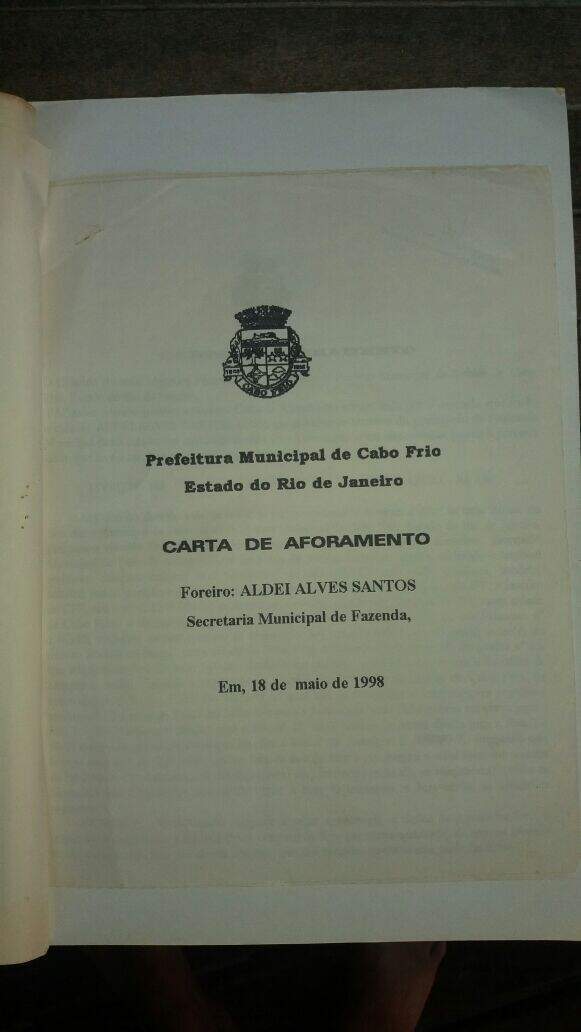 CABO FRIO
Prefeitura Municipal de Cabo Frio
Estado do Rio de Janeiro
CARTA DE AFORAMENTO
Foreiro: ALDEI ALVES SANTOS
Secretaria Municipal de Fazenda,
Em, 18 de maio de 1998